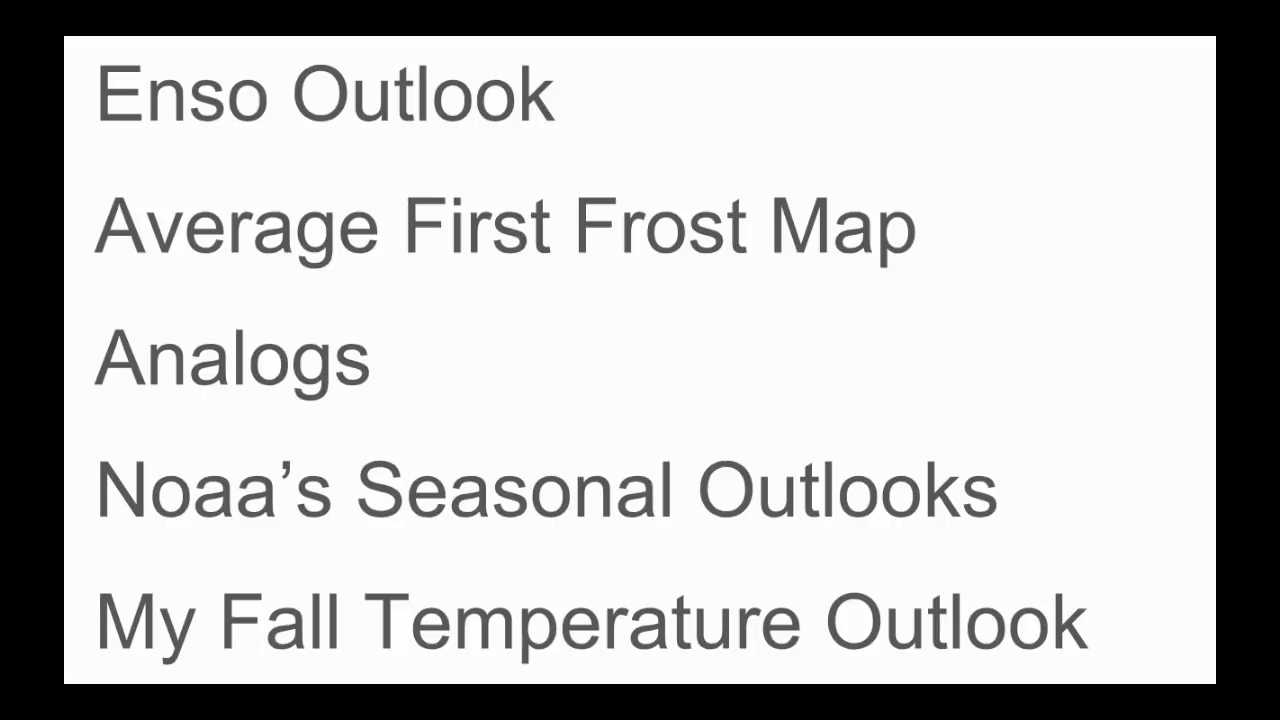 Enso Outlook
Average First Frost Map
Analogs
Noaa’s Seasonal Outlooks
My Fall Temperature Outlook